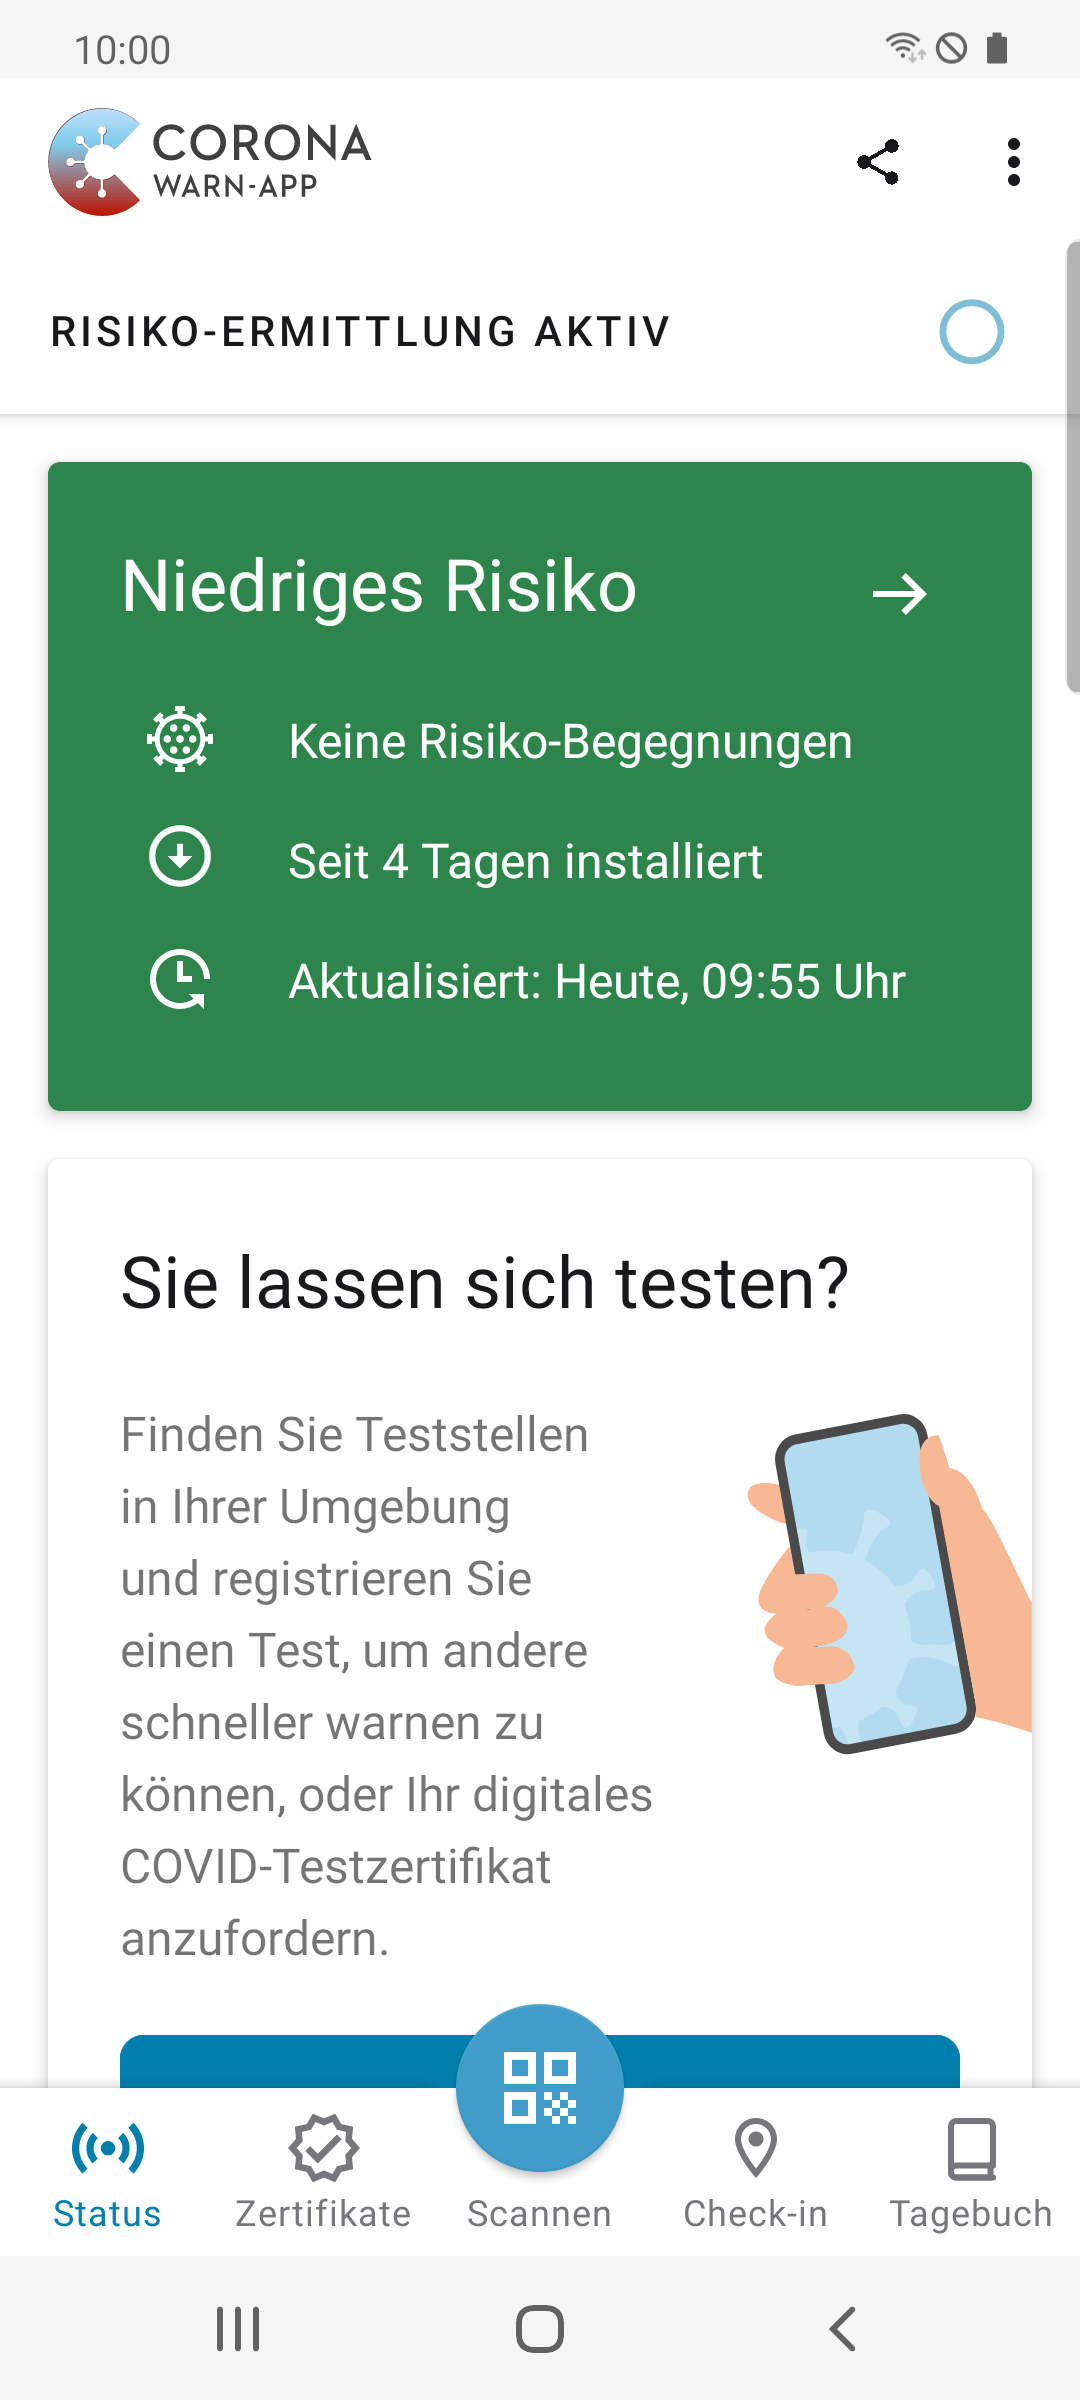 10:00
CORONA
WARN-APP
RISIKO-ERMITTLUNG AKTIV
Niedriges Risiko
Keine Risiko-Begegnungen
Seit 4 Tagen installiert
Aktualisiert: Heute, 09:55 Uhr
Sie lassen sich testen?
Finden Sie Teststellen
in Ihrer Umgebung
und registrieren Sie
einen Test, um andere
schneller warnen zu
können, oder Ihr digitales
COVID-Testzertifikat
anzufordern.
Status Zertifikate Scannen Check-in Tagebuch